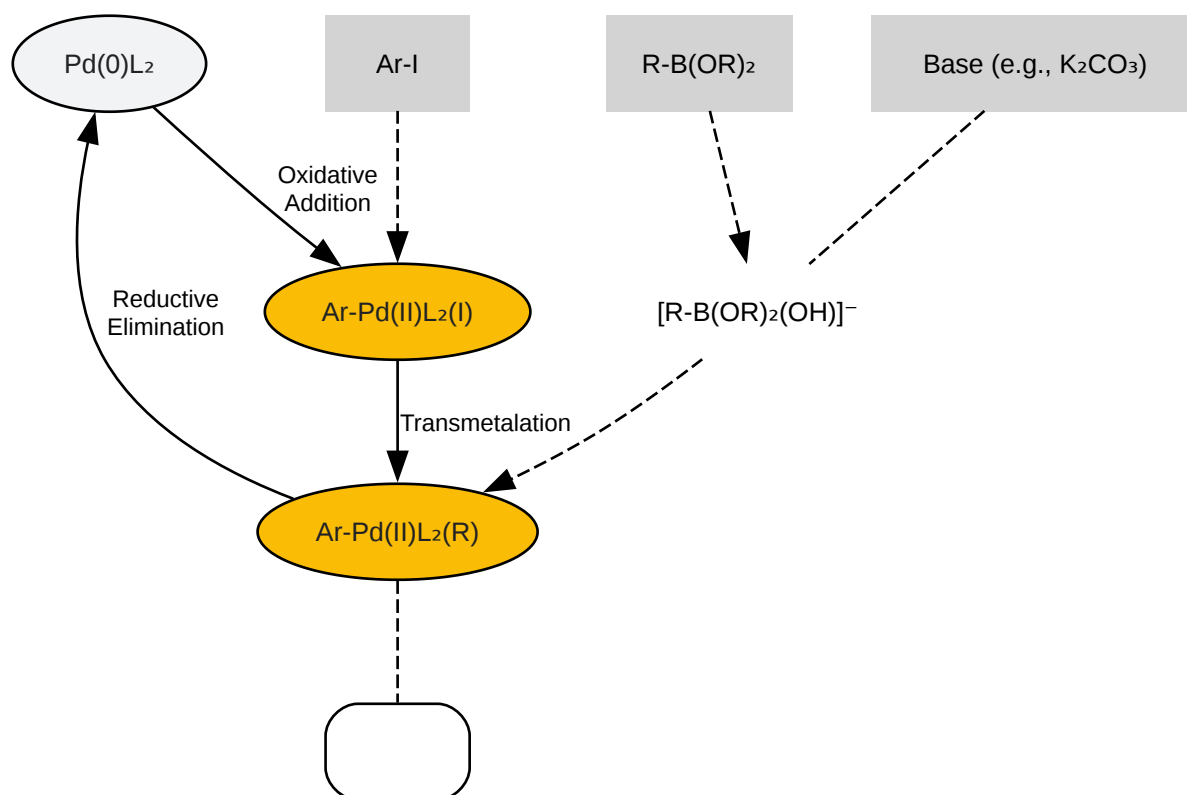 Pd(0)L₂
Ar-I
R-B(OR)₂
Base (e.g., K₂CO₃)
Oxidative
Addition
Reductive
Elimination
Ar-Pd(II)L₂(I)
[R-B(OR)₂(OH)]⁻
Transmetalation
Ar-Pd(II)L₂(R)